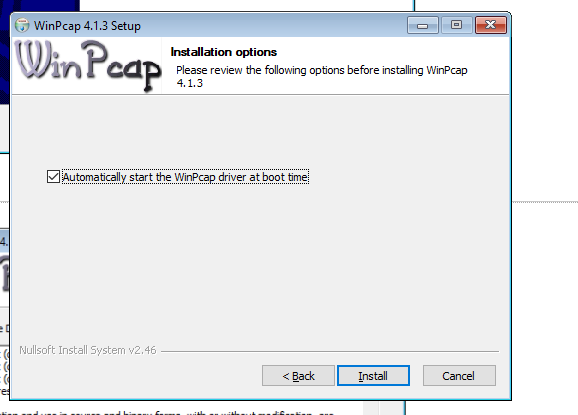 WinPcap 4.1.3 Setup
WinPcap
Installation options
Please review the following options before installing WinPcap
4.1.3
Automatically start the WinPcap driver at boot time
Nullsoft Install System v2.46
< Back
Install
Cancel
and use in source and binary forms, with or without modification, are